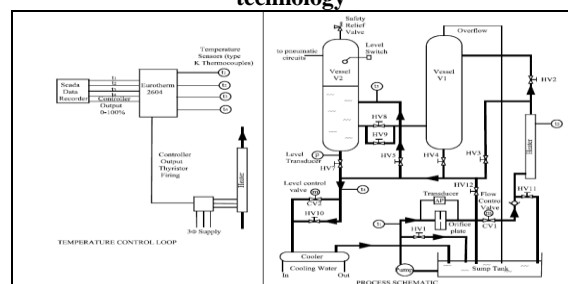 technology
Temperature
Sensors (type
K Thermocouples)
Scada
Data
Recorder
Eurotherm
2604
Controller
Output
0-100%
Controller
Output
Thyristor
Firing
3Φ Supply
TEMPERATURE CONTROL LOOP
Safety
Relief
Valve
Overflow
to pneumatic
circuits
Level
Switch
Vessel
V2
Vessel
V1
HV2
HV8
HV9
Level
Transducer
P
HV7
HV5
HV4
HV3
Heater
Level control
valve
CV2
HV10
HV12
Transducer
ΔP
Flow
Control
Valve
HV11
Orifice
plate
CV1
HV1
Cooler
Cooling Water
In
Out
Pump
Sump Tank
PROCESS SCHEMATIC